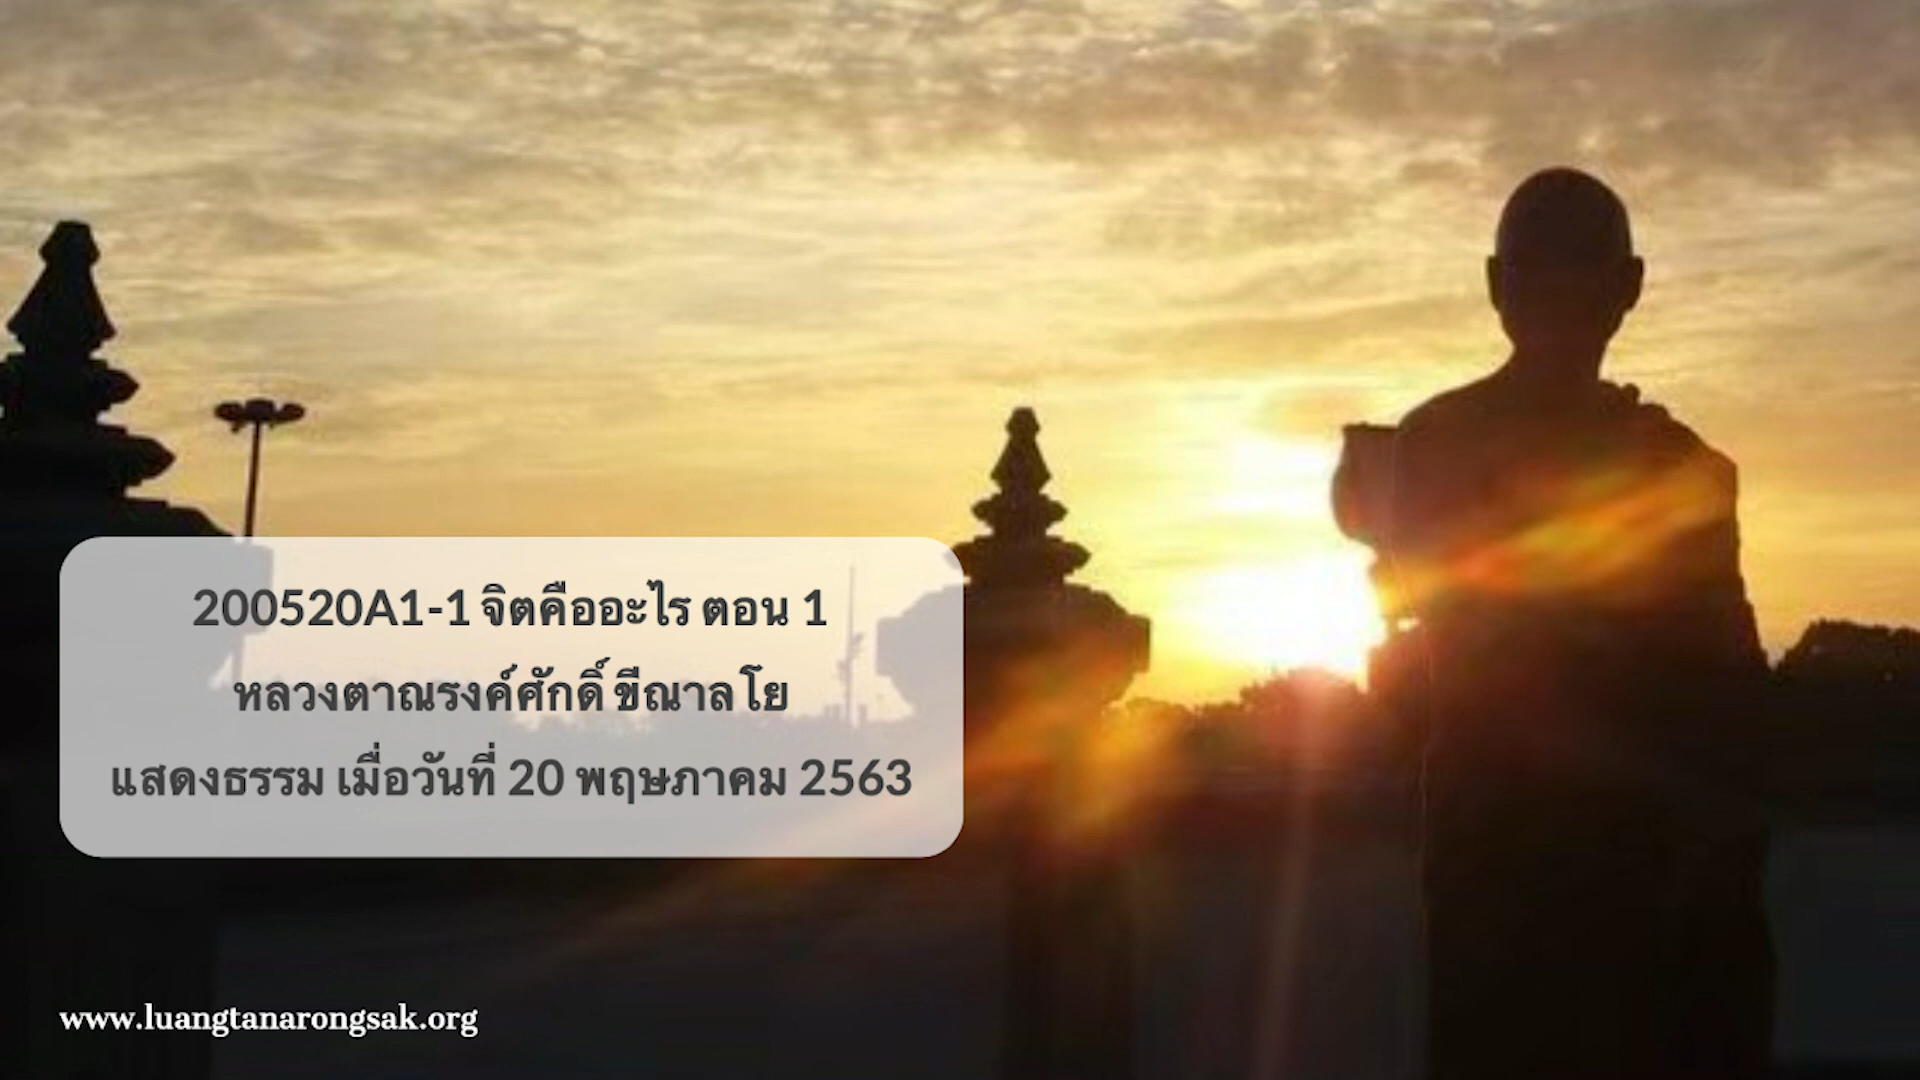 200520A1-1 จิตคืออะไร ตอน 1
หลวงตาณรงค์ศักดิ์ ขีณาลโย
แสดงธรรม เมื่อวันที่ 20 พฤษภาคม 2563
www.luangtanarongsak.org